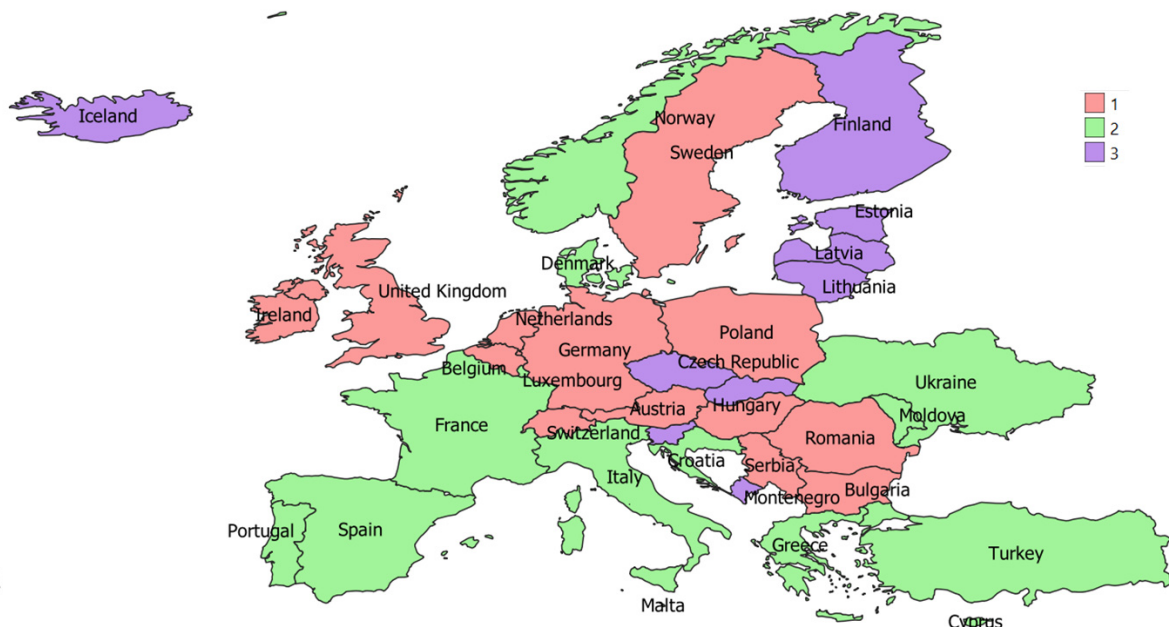 Iceland
1
2
3
Norway
Finland
Sweden
Estonia
Latvia
Denmark
Lithuania
United Kingdom
Ireland
Netherlands
Poland
Germany
Czech Republic
Belgium
Luxembourg
Ukraine
Austria
Hungary
Moldova
France
Switzerland
Romania
Croatia
Serbia
Italy
Bulgaria
Montenegro
Portugal
Spain
Greece
Turkey
Malta
Cyprus